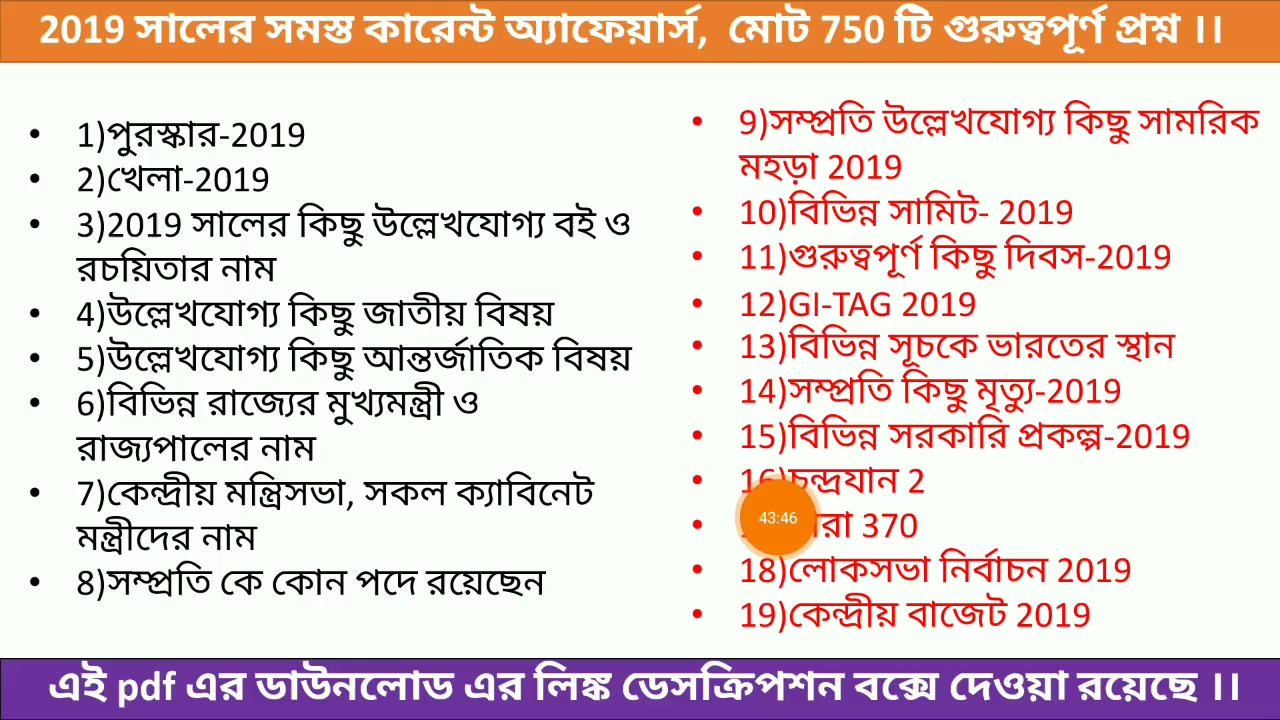 2019 সালের সমস্ত কারেন্ট অ্যাফেয়ার্স, মোট 750 টি গুরুত্বপূর্ণ প্রশ্ন ।।
• 1)পুরস্কার-2019
• 2)খেলা-2019
• 3)2019 সালের কিছু উল্লেখযোগ্য বই ও
রচয়িতার নাম
• 4)উল্লেখযোগ্য কিছু জাতীয় বিষয়
• 5)উল্লেখযোগ্য কিছু আন্তর্জাতিক বিষয়
• 6)বিভিন্ন রাজ্যের মুখ্যমন্ত্রী ও
রাজ্যপালের নাম
• 7)কেন্দ্রীয় মন্ত্রিসভা, সকল ক্যাবিনেট
মন্ত্রীদের নাম
• 8)সম্প্রতি কে কোন পদে রয়েছেন
• 9)সম্প্রতি উল্লেখযোগ্য কিছু সামরিক
মহড়া 2019
• 10)বিভিন্ন সামিট- 2019
• 11)গুরুত্বপূর্ণ কিছু দিবস-2019
• 12)GI-TAG 2019
• 13)বিভিন্ন সূচকে ভারতের স্থান
• 14)সম্প্রতি কিছু মৃত্যু-2019
• 15)বিভিন্ন সরকারি প্রকল্প-2019
• 16)চন্দ্রযান 2
43:46
• 370
• 18)লোকসভা নির্বাচন 2019
• 19)কেন্দ্রীয় বাজেট 2019
এই pdf এর ডাউনলোড এর লিঙ্ক ডেসক্রিপশন বক্সে দেওয়া রয়েছে ।।